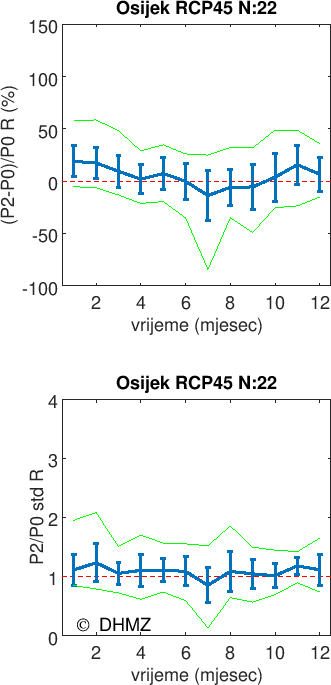 Osijek RCP45 N:22
150
100
50
0
-50
-100
(P2-P0)/P0 R (%)
2 4 6 8 10 12
vrijeme (mjesec)
Osijek RCP45 N:22
4
3
2
1
0
P2/P0 std R
© DHMZ
2 4 6 8 10 12
vrijeme (mjesec)